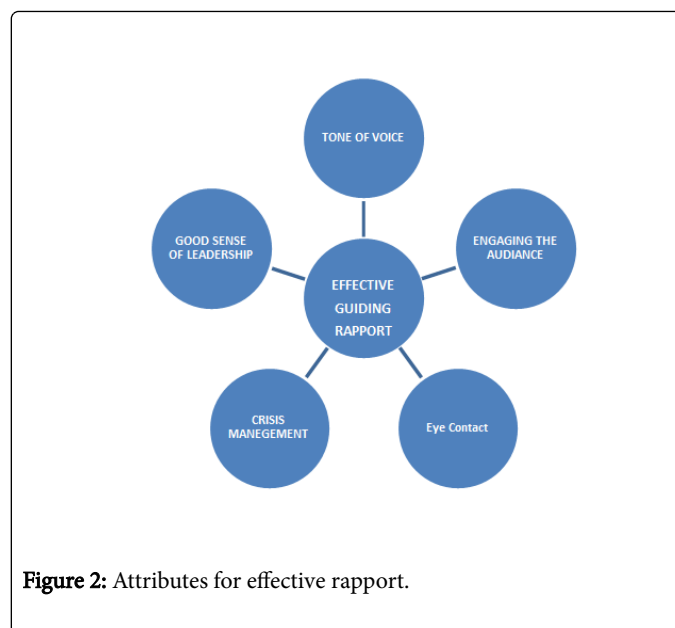 TONE OF VOICE
GOOD SENSE
OF LEADERSHIP
ENGAGING THE
AUDIANCE
EFFECTIVE
GUIDING
RAPPORT
CRISIS
MANEGEMENT
Eye Contact
Figure 2: Attributes for effective rapport.